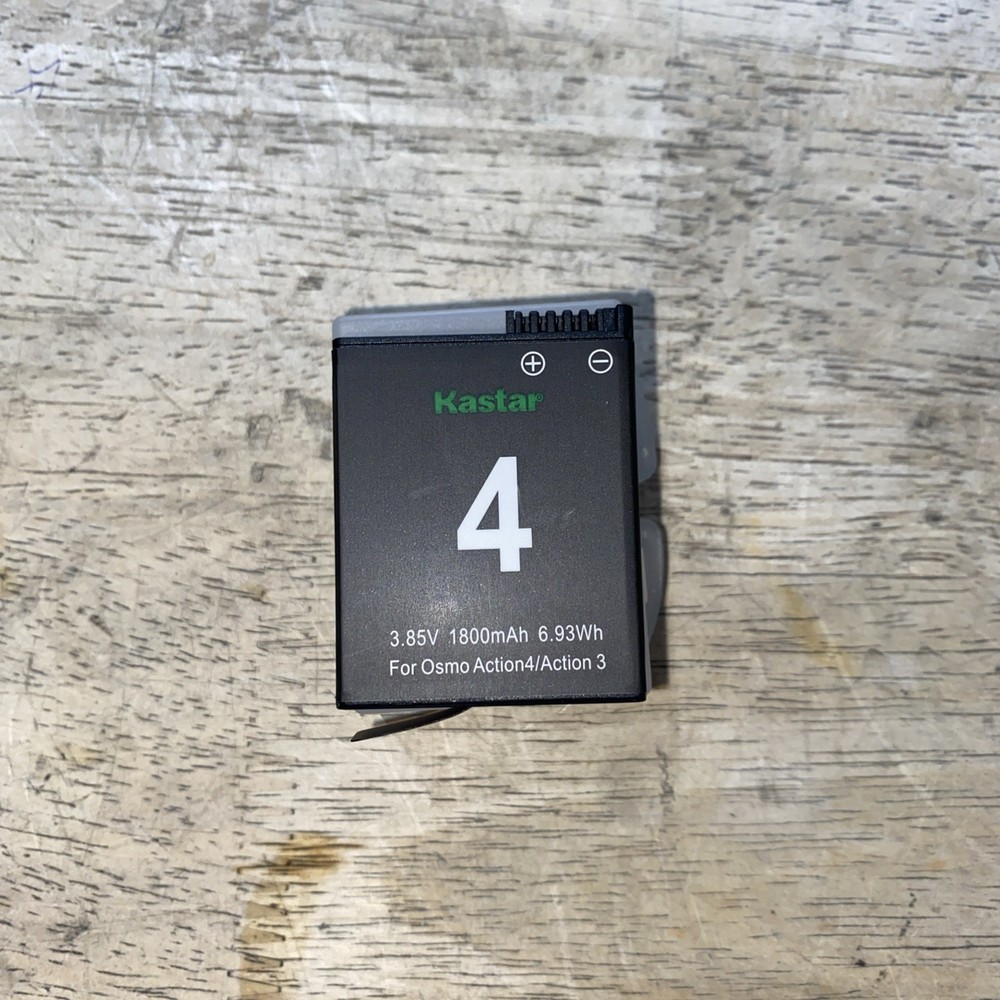 ⊕ ⊖
Kastar®
4
3.85V 1800mAh 6.93Wh
For Osmo Action4/Action 3